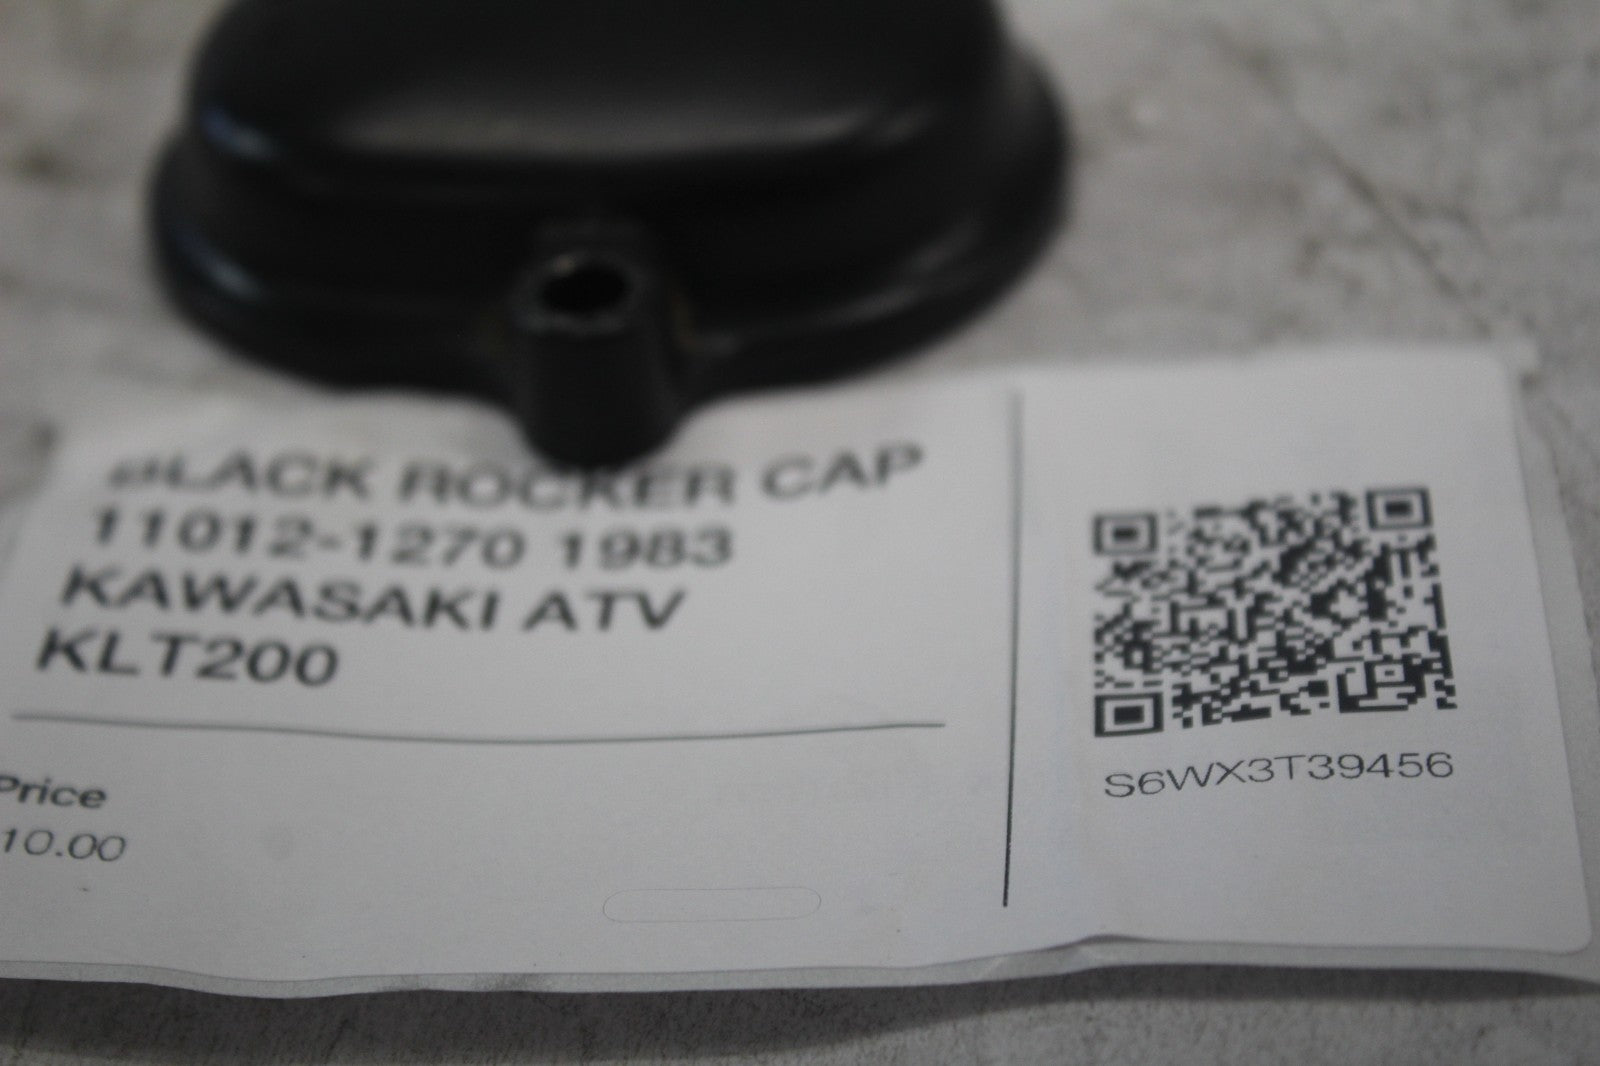 BLACK ROCKER CAP
11012-1270 1983
KAWASAKI ATV
KLT200
Price
10.00
S6WX3T39456